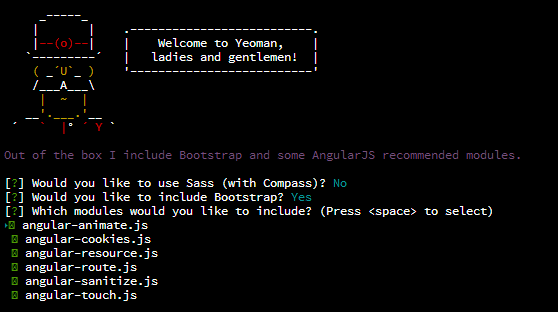 Welcome to Yeoman,
ladies and gentlemen!
Out of the box I include Bootstrap and some AngularJS recommended modules.
[?] Would you like to use Sass (with Compass)? No
[?] Would you like to include Bootstrap? Yes
[?] Which modules would you like to include? (Press <space> to select)
angular-animate.js
angular-cookies.js
angular-resource.js
angular-route.js
angular-sanitize.js
angular-touch.js